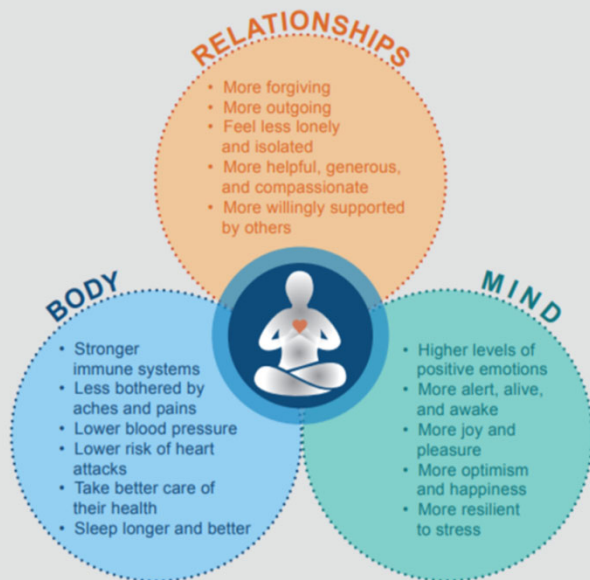 RELATIONSHIPS
• More forgiving
• More outgoing
• Feel less lonely
and isolated
• More helpful, generous,
and compassionate
• More willingly supported
by others
BODY
• Stronger
immune systems
• Less bothered by
aches and pains
• Lower blood pressure
• Lower risk of heart
attacks
• Take better care of
their health
• Sleep longer and better
MIND
• Higher levels of
positive emotions
• More alert, alive,
and awake
• More joy and
pleasure
• More optimism
and happiness
• More resilient
to stress